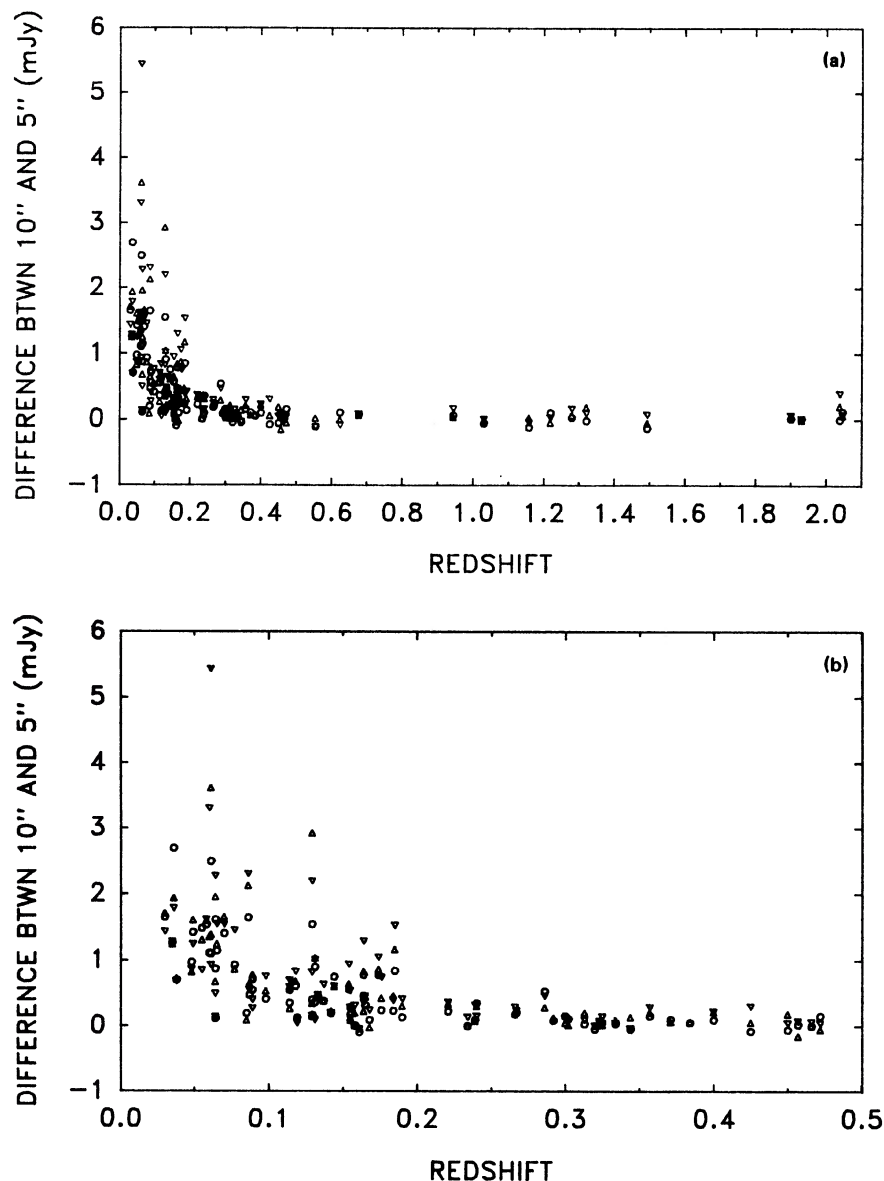 DIFFERENCE BTWN 10″ AND 5″ (mJy)
(a)
6
5
4
3
2
1
0
−1
0.0 0.2 0.4 0.6 0.8 1.0 1.2 1.4 1.6 1.8 2.0
REDSHIFT
DIFFERENCE BTWN 10″ AND 5″ (mJy)
(b)
6
5
4
3
2
1
0
−1
0.0 0.1 0.2 0.3 0.4 0.5
REDSHIFT